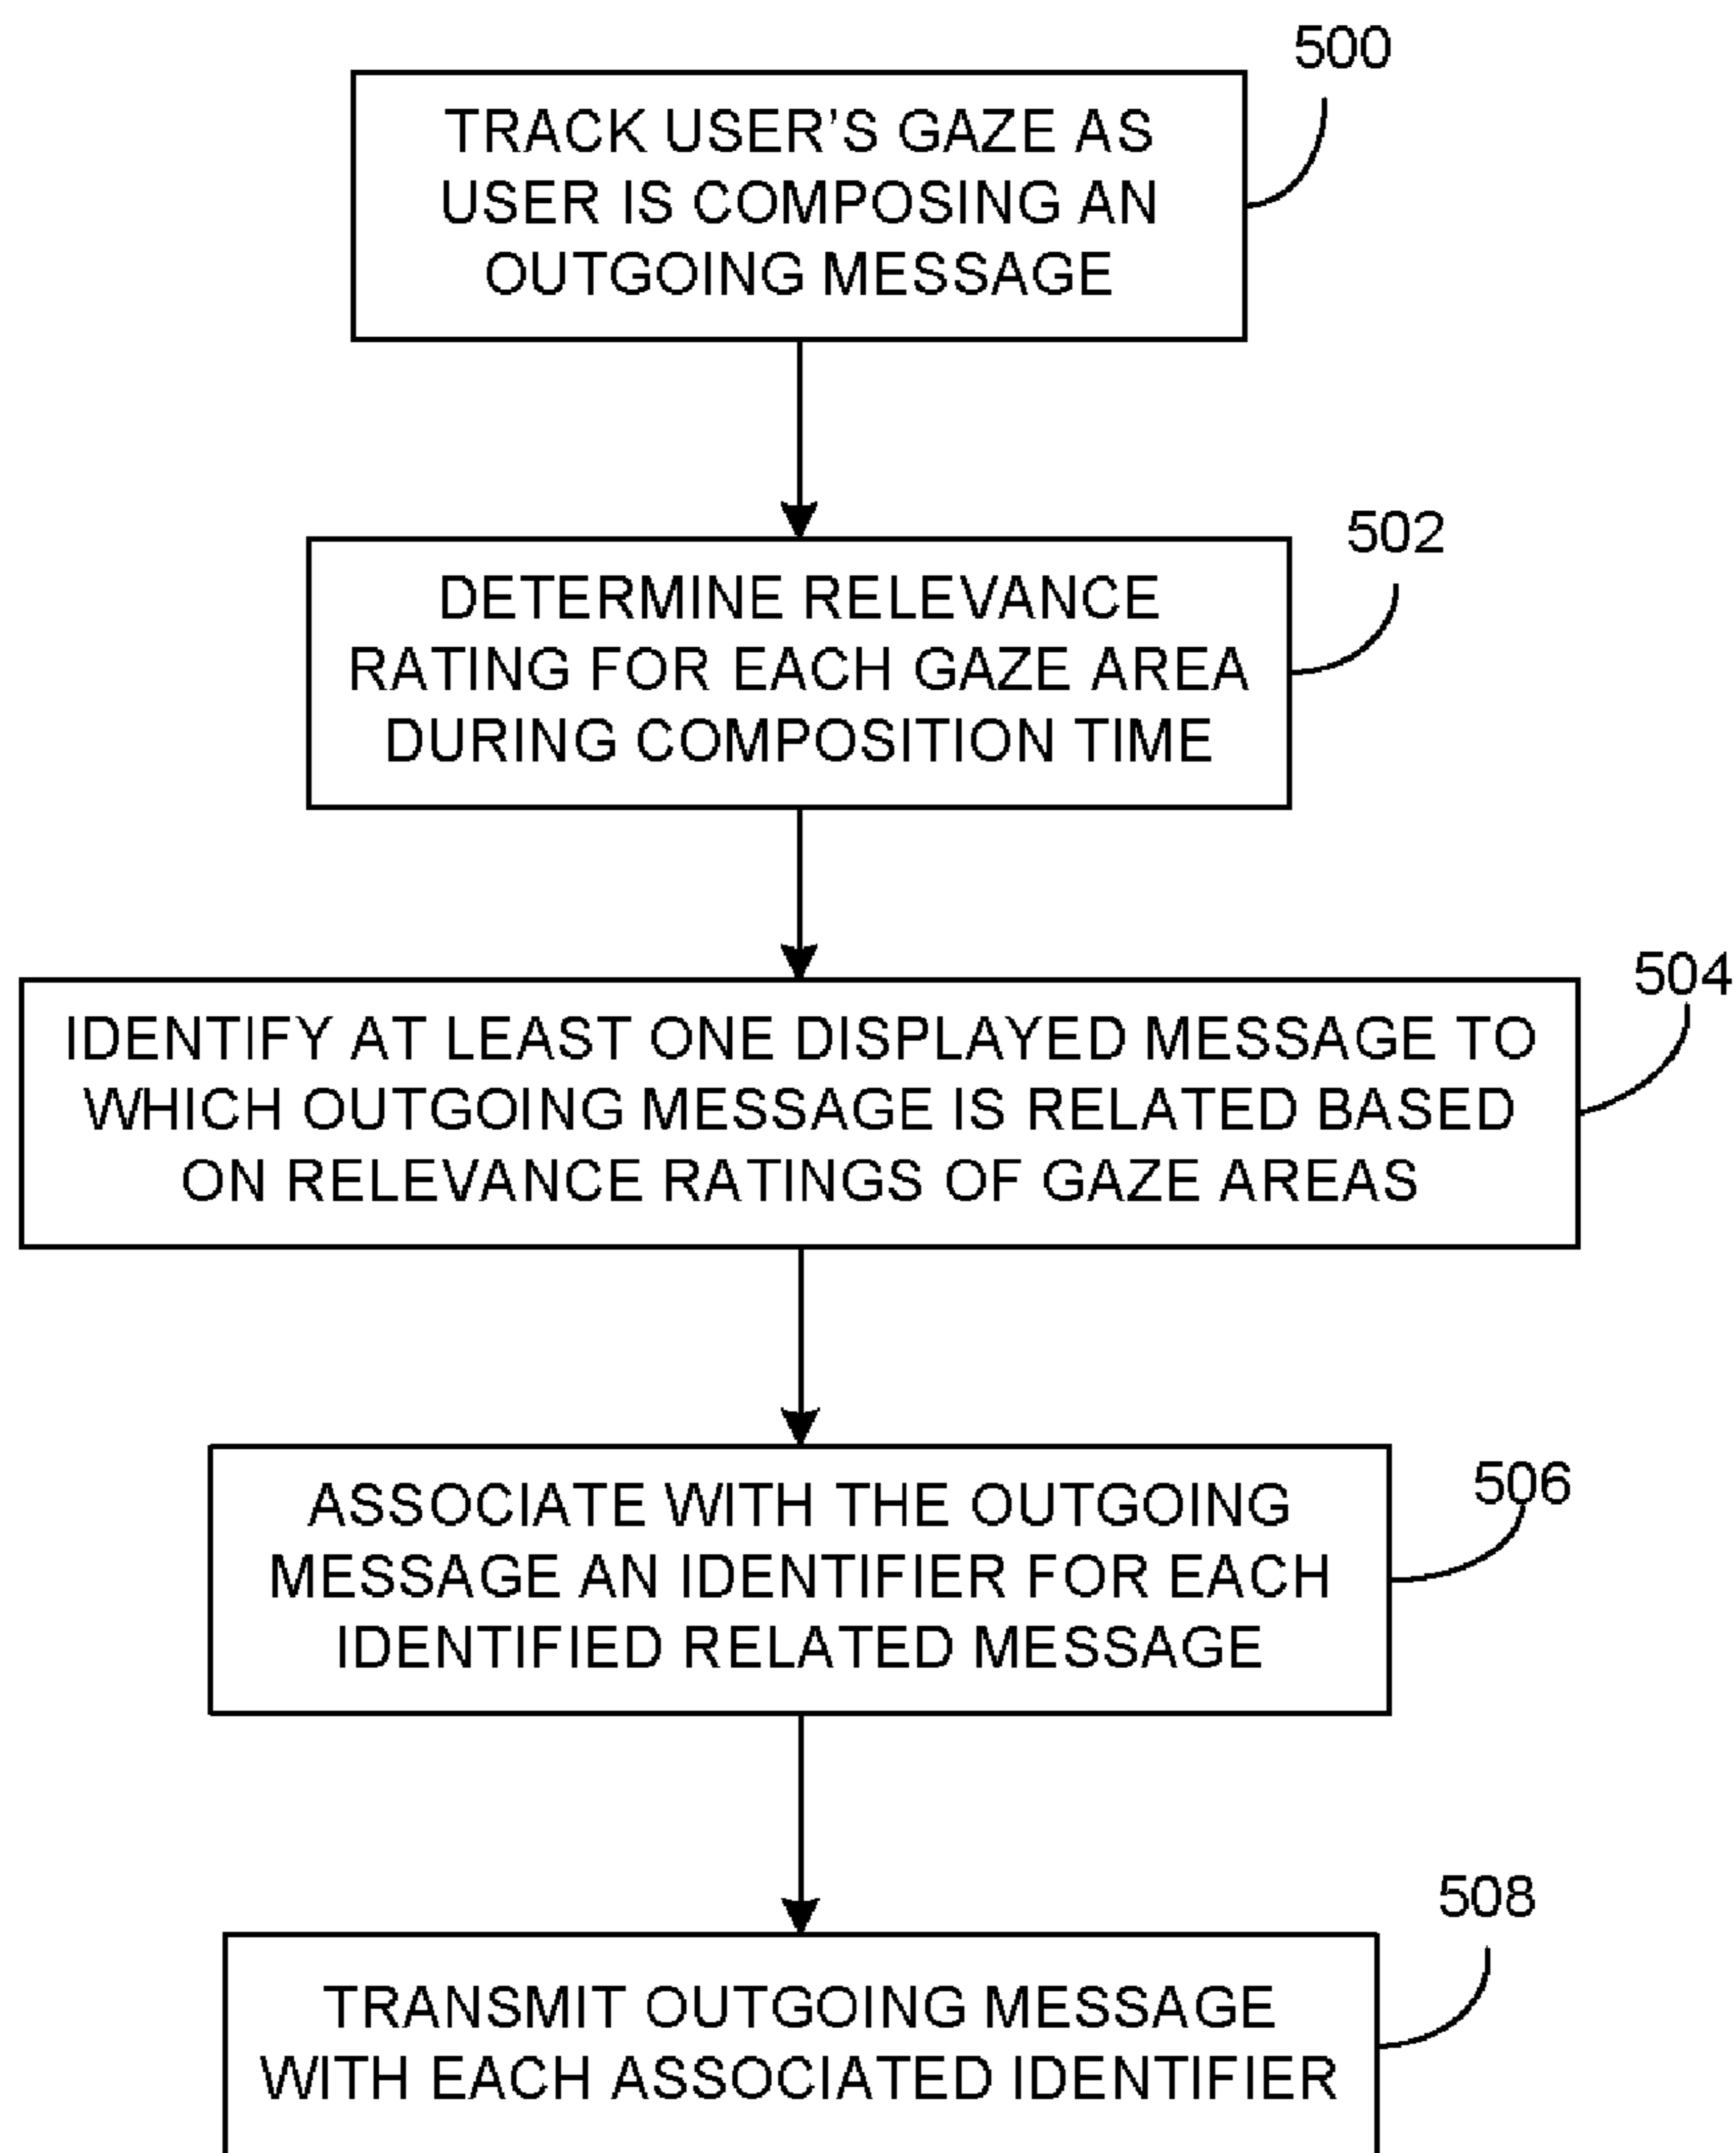 500
TRACK USER'S GAZE AS
USER IS COMPOSING AN
OUTGOING MESSAGE
502
DETERMINE RELEVANCE
RATING FOR EACH GAZE AREA
DURING COMPOSITION TIME
504
IDENTIFY AT LEAST ONE DISPLAYED MESSAGE TO
WHICH OUTGOING MESSAGE IS RELATED BASED
ON RELEVANCE RATINGS OF GAZE AREAS
506
ASSOCIATE WITH THE OUTGOING
MESSAGE AN IDENTIFIER FOR EACH
IDENTIFIED RELATED MESSAGE
508
TRANSMIT OUTGOING MESSAGE
WITH EACH ASSOCIATED IDENTIFIER